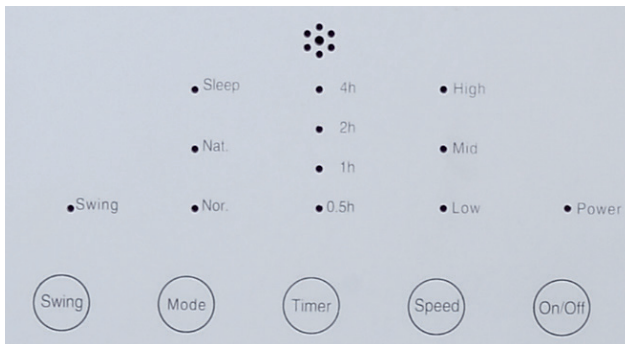 Sleep 4h High
2h
Nat. Mid
1h
Swing Nor. 0.5h Low Power
Swing Mode Timer Speed On/Off